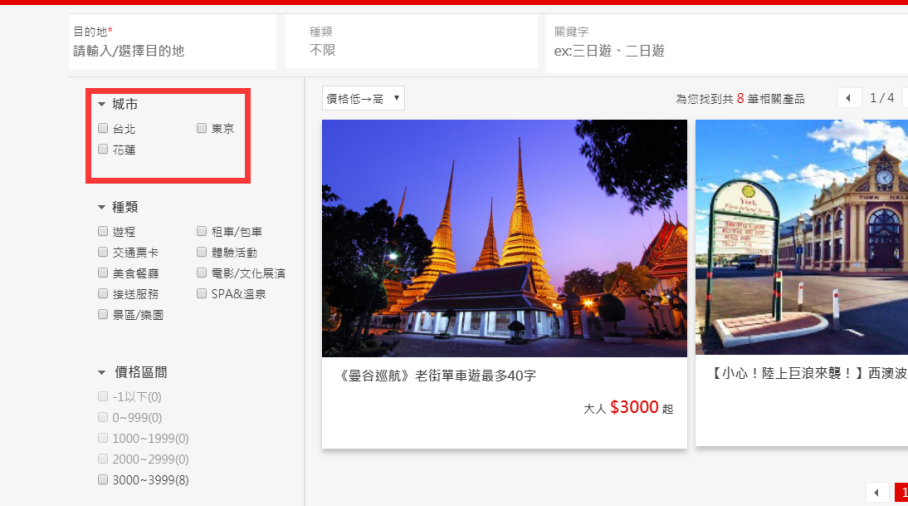 目的地*
請輸入/選擇目的地
種類
不限
關鍵字
ex:三日遊、二日遊
城市
台北
東京
花蓮
種類
遊程
租車/包車
交通票卡
體驗活動
美食餐廳
電影/文化展演
接送服務
SPA&溫泉
景區/樂園
價格區間
-1以下(0)
0~999(0)
1000~1999(0)
2000~2999(0)
3000~3999(8)
價格低→高
為您找到共 8 筆相關產品
1/4
《曼谷巡航》老街單車遊最多40字
大人 $3000 起
York
TOWN HALL
【小心！陸上巨浪來襲！】西澳波
1